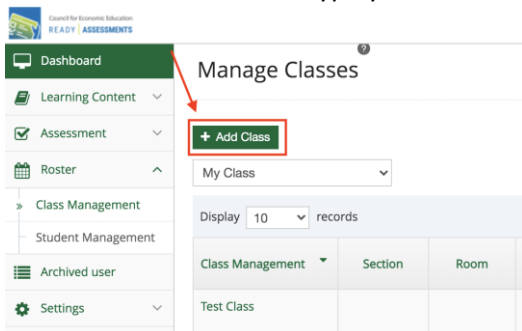 Council for Economic Education
READY ASSESSMENTS
Dashboard
Learning Content
Assessment
Roster
Class Management
Student Management
Archived user
Settings
Manage Classes
?
+ Add Class
My Class
Display 10 records
Class Management Section Room
Test Class